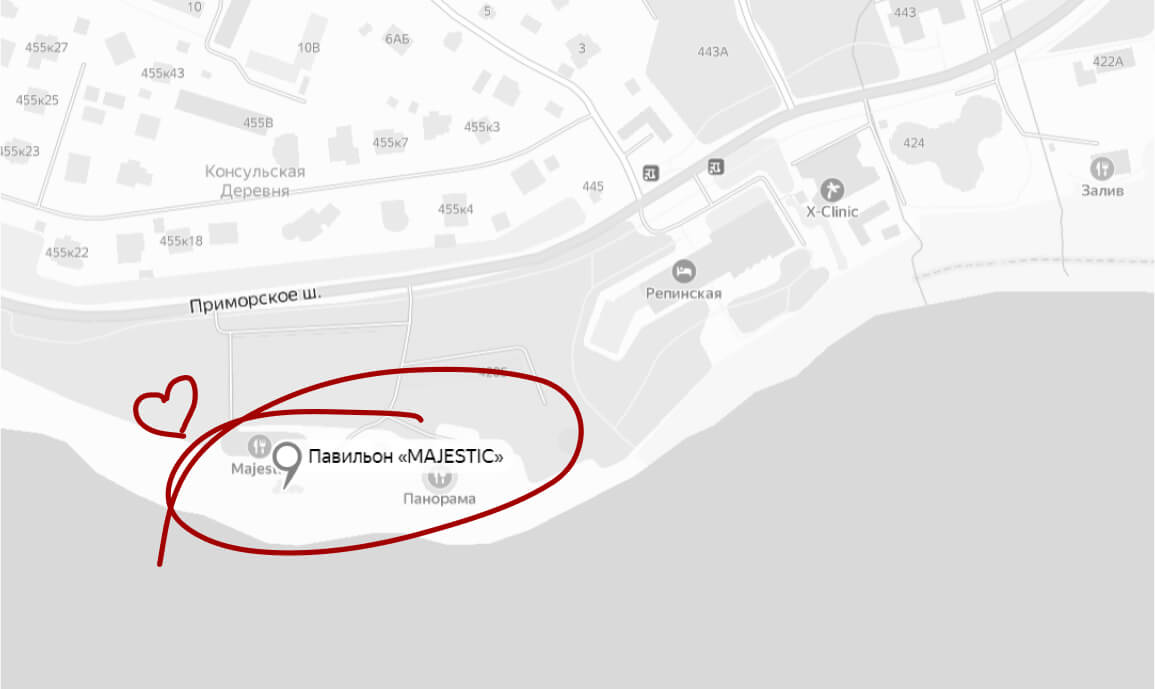 10
5
443
455к27
10В
6АБ
3
443А
422А
455к43
455к25
455В
455к3
455к7
424
455к23
Консульская
Деревня
445
Залив
X-Clinic
455к4
455к18
455к22
Репинская
Приморское ш.
Павильон «MAJESTIC»
Majest
Панорама